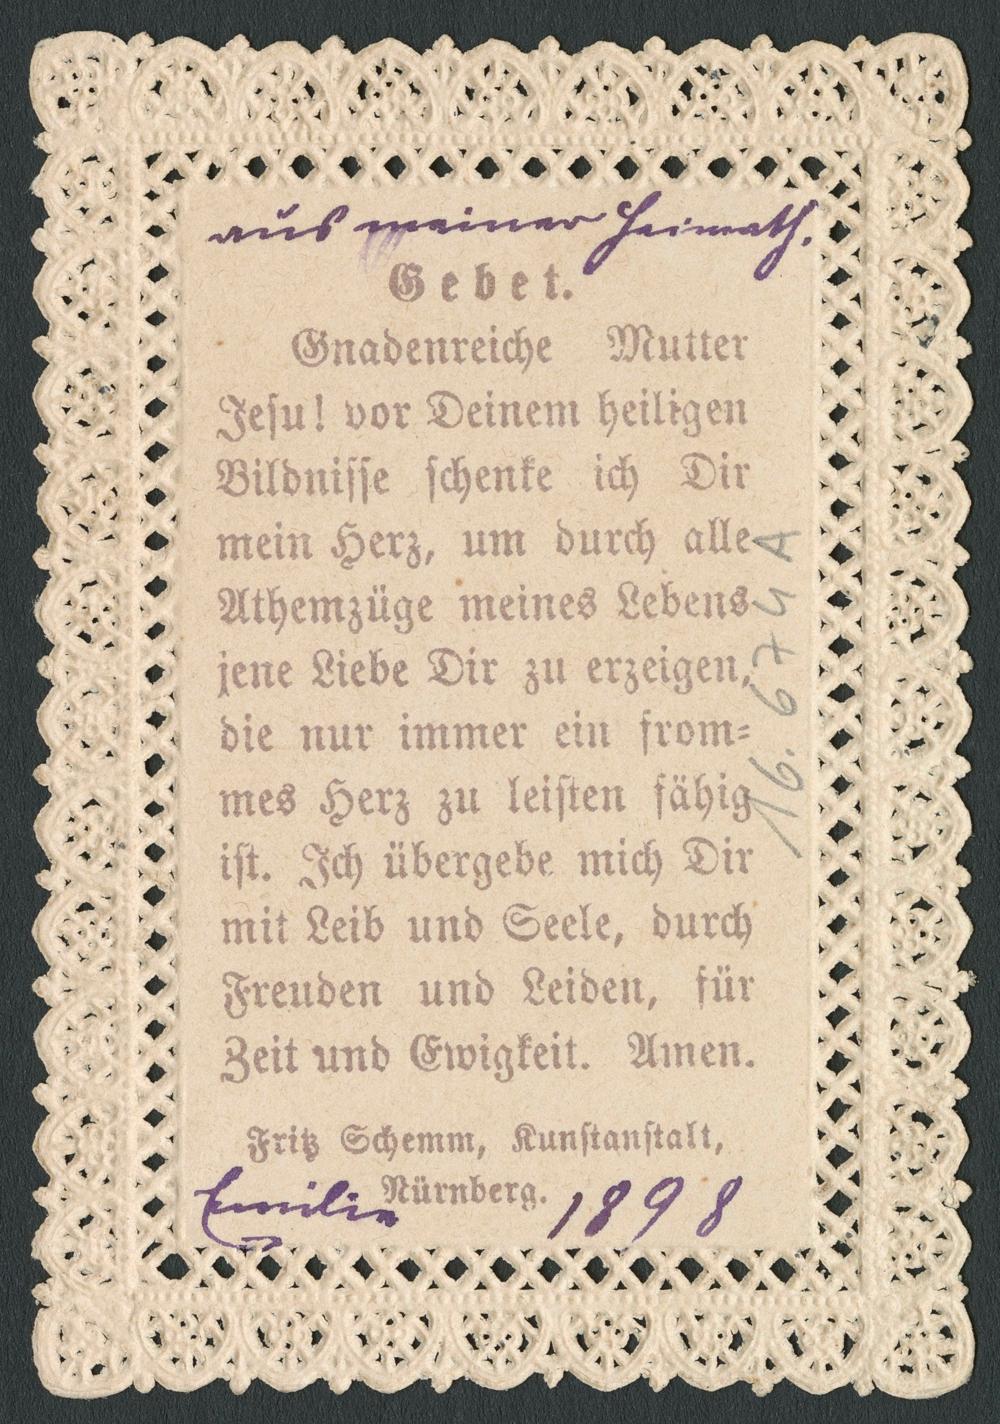 aus meiner Heimath.
Gebet.
Gnadenreiche Mutter
Jesu! vor Deinem heiligen
Bildnisse schenke ich Dir
mein Herz, um durch alle
Athemzüge meines Lebens
jene Liebe Dir zu erzeigen,
die nur immer ein from=
mes Herz zu leisten fähig
ist. Ich übergebe mich Dir
mit Leib und Seele, durch
Freuden und Leiden, für
Zeit und Ewigkeit. Amen.
Fritz Schemm, Kunstanstalt,
Nürnberg.
Emilie 1898
16.674 A